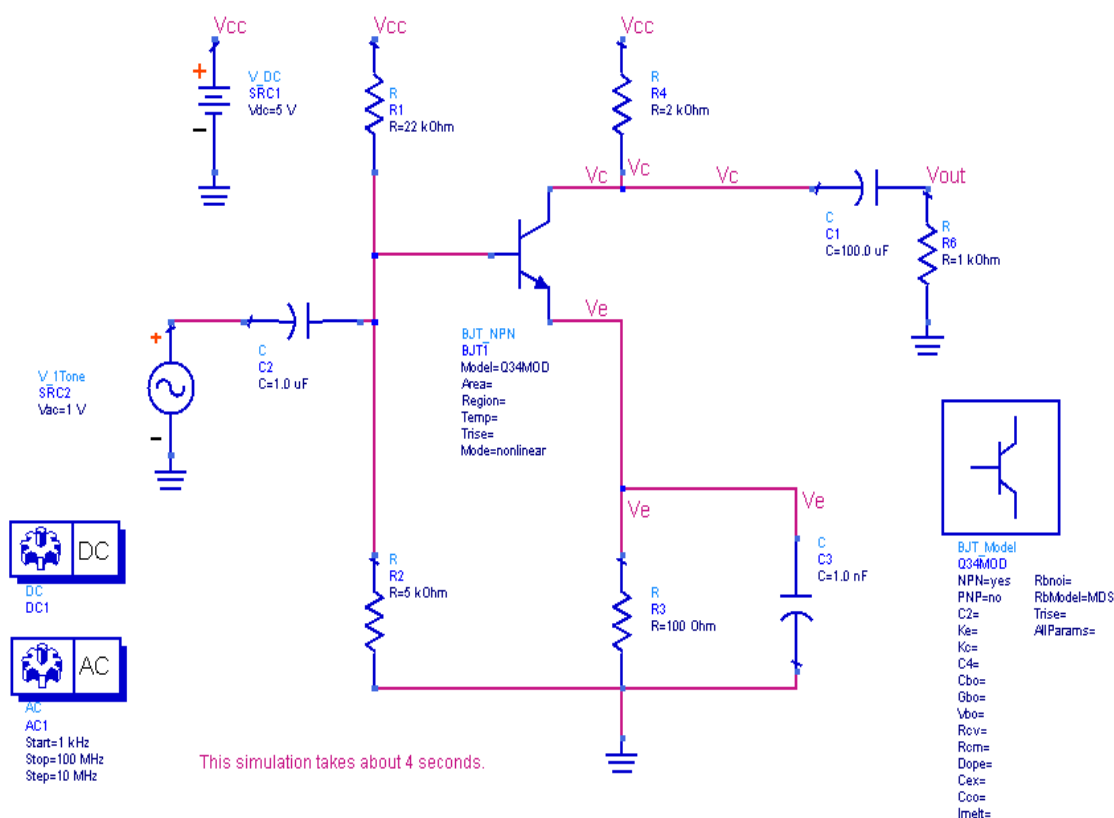 Vcc
V_DC
SRC1
Vdc=5 V
+
−
Vcc
R
R1
R=22 kOhm
Vcc
R
R4
R=2 kOhm
Vc
Vc
Vc
C
C1
C=100.0 uF
Vout
R
R6
R=1 kOhm
Ve
BJT_NPN
BJT1
Model=Q34MOD
Area=
Region=
Temp=
Trise=
Mode=nonlinear
+
−
V_1Tone
SRC2
Vac=1 V
C
C2
C=1.0 uF
R
R2
R=5 kOhm
Ve
R
R3
R=100 Ohm
Ve
C
C3
C=1.0 nF
DC
DC
DC1
AC
AC
AC1
Start=1 kHz
Stop=100 MHz
Step=10 MHz
This simulation takes about 4 seconds.
BJT_Model
Q34MOD
NPN=yes Rbnoi=
PNP=no RbModel=MDS
C2= Trise=
Ke= AllParams=
Kc=
C4=
Cbo=
Gbo=
Vbo=
Rcv=
Rcm=
Dope=
Cex=
Cco=
Imelt=